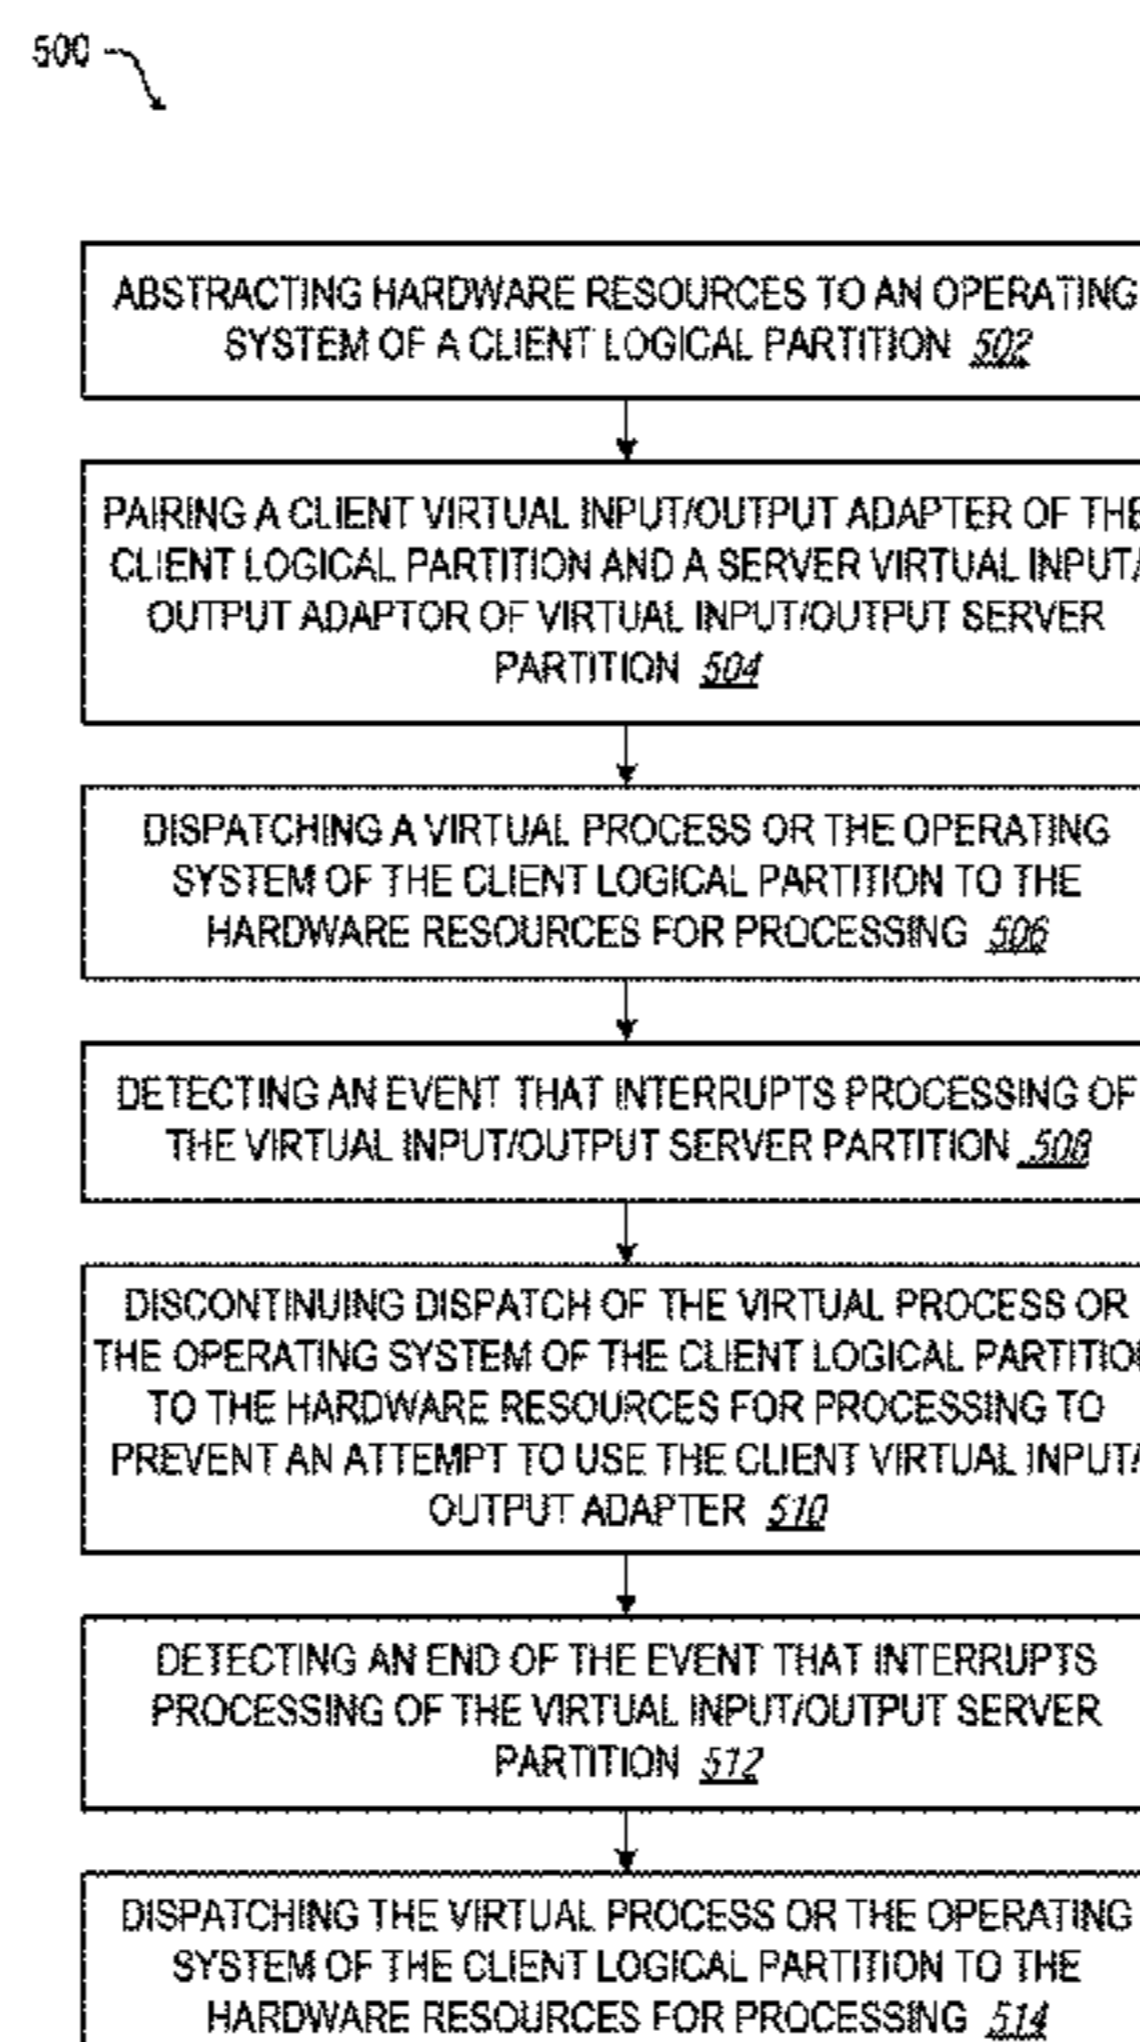 500
ABSTRACTING HARDWARE RESOURCES TO AN OPERATING
SYSTEM OF A CLIENT LOGICAL PARTITION 502
PAIRING A CLIENT VIRTUAL INPUT/OUTPUT ADAPTER OF THE
CLIENT LOGICAL PARTITION AND A SERVER VIRTUAL INPUT/
OUTPUT ADAPTOR OF VIRTUAL INPUT/OUTPUT SERVER
PARTITION 504
DISPATCHING A VIRTUAL PROCESS OR THE OPERATING
SYSTEM OF THE CLIENT LOGICAL PARTITION TO THE
HARDWARE RESOURCES FOR PROCESSING 506
DETECTING AN EVENT THAT INTERRUPTS PROCESSING OF
THE VIRTUAL INPUT/OUTPUT SERVER PARTITION 508
DISCONTINUING DISPATCH OF THE VIRTUAL PROCESS OR
THE OPERATING SYSTEM OF THE CLIENT LOGICAL PARTITION
TO THE HARDWARE RESOURCES FOR PROCESSING TO
PREVENT AN ATTEMPT TO USE THE CLIENT VIRTUAL INPUT/
OUTPUT ADAPTER 510
DETECTING AN END OF THE EVENT THAT INTERRUPTS
PROCESSING OF THE VIRTUAL INPUT/OUTPUT SERVER
PARTITION 512
DISPATCHING THE VIRTUAL PROCESS OR THE OPERATING
SYSTEM OF THE CLIENT LOGICAL PARTITION TO THE
HARDWARE RESOURCES FOR PROCESSING 514